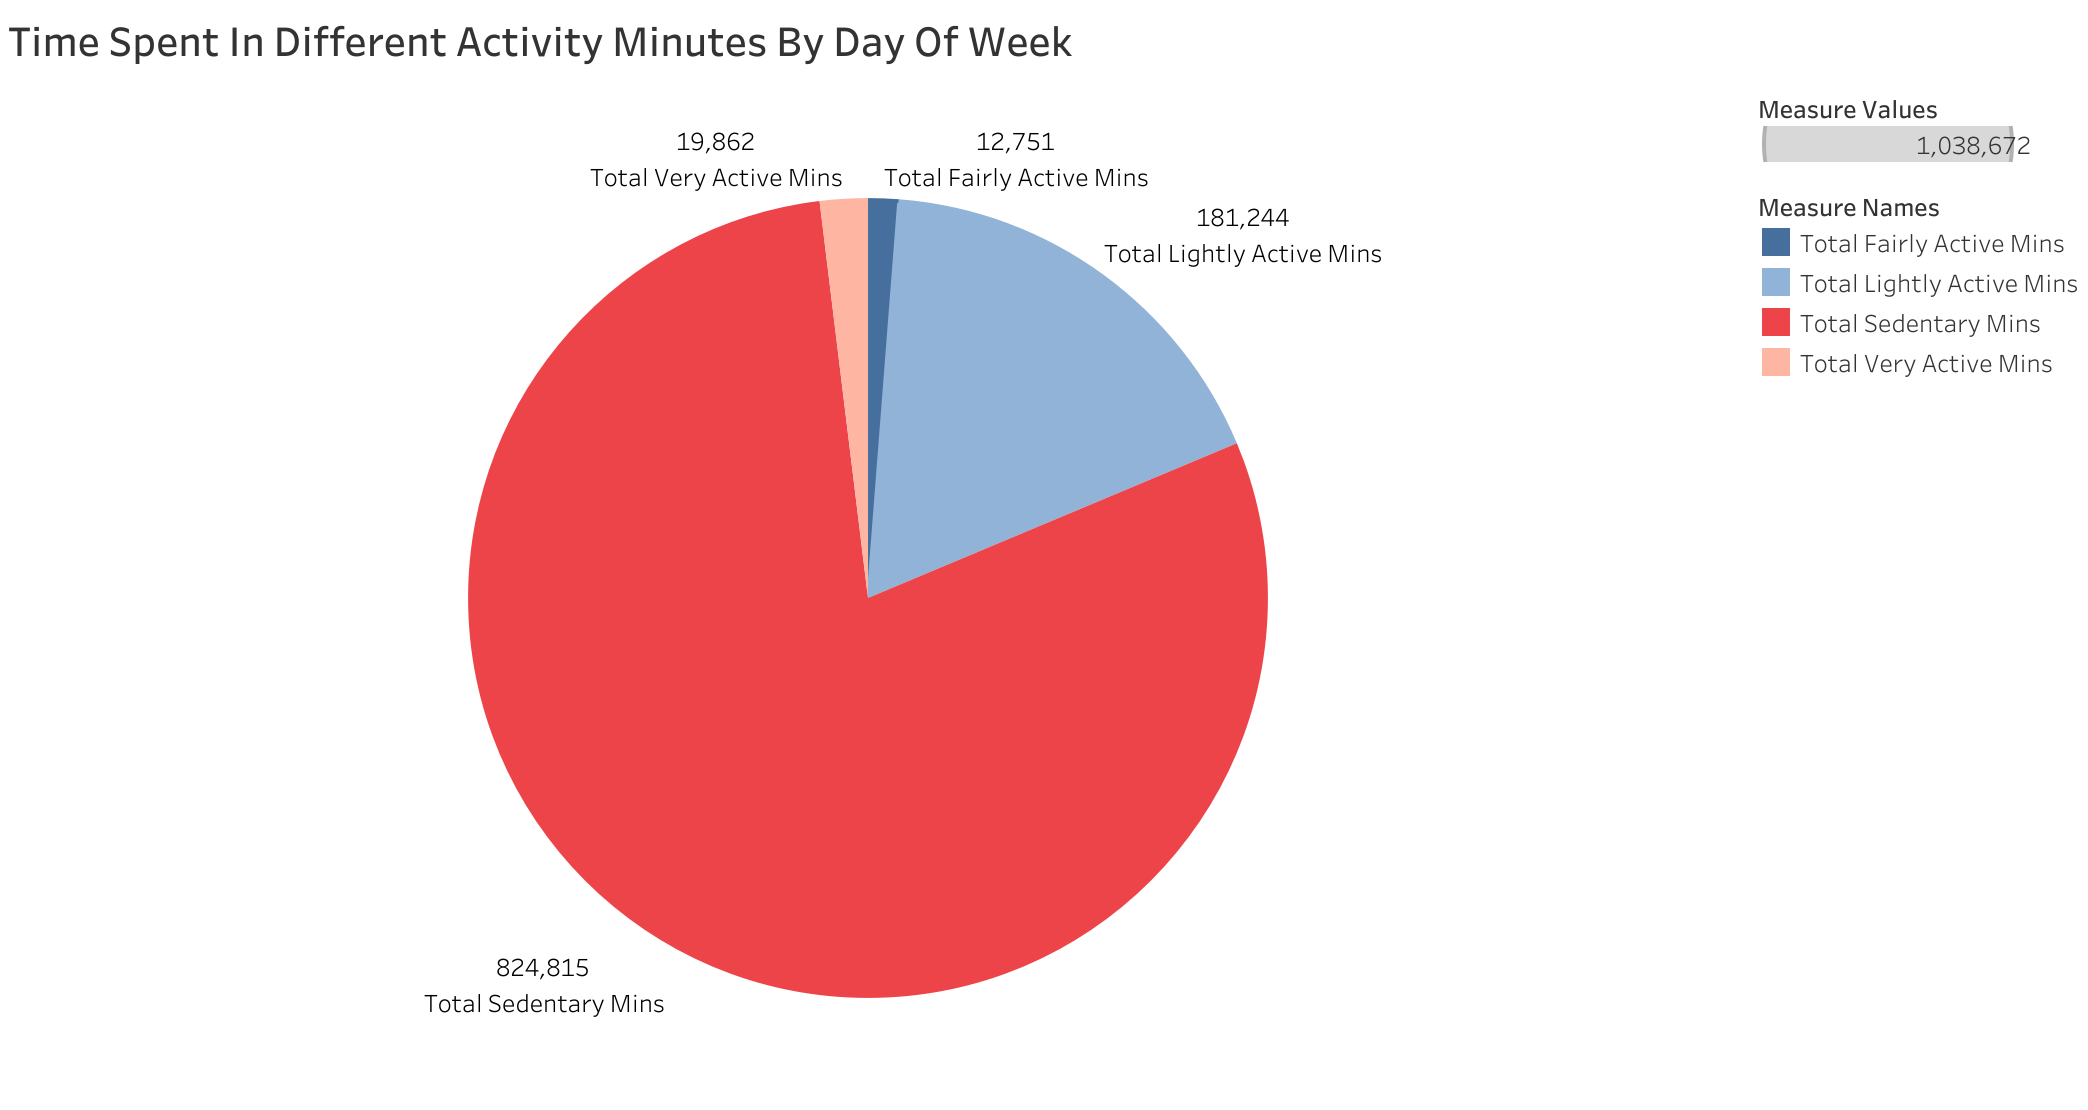 Time Spent In Different Activity Minutes By Day Of Week
19,862
Total Very Active Mins
12,751
Total Fairly Active Mins
181,244
Total Lightly Active Mins
824,815
Total Sedentary Mins
Measure Values
1,038,672
Measure Names
Total Fairly Active Mins
Total Lightly Active Mins
Total Sedentary Mins
Total Very Active Mins